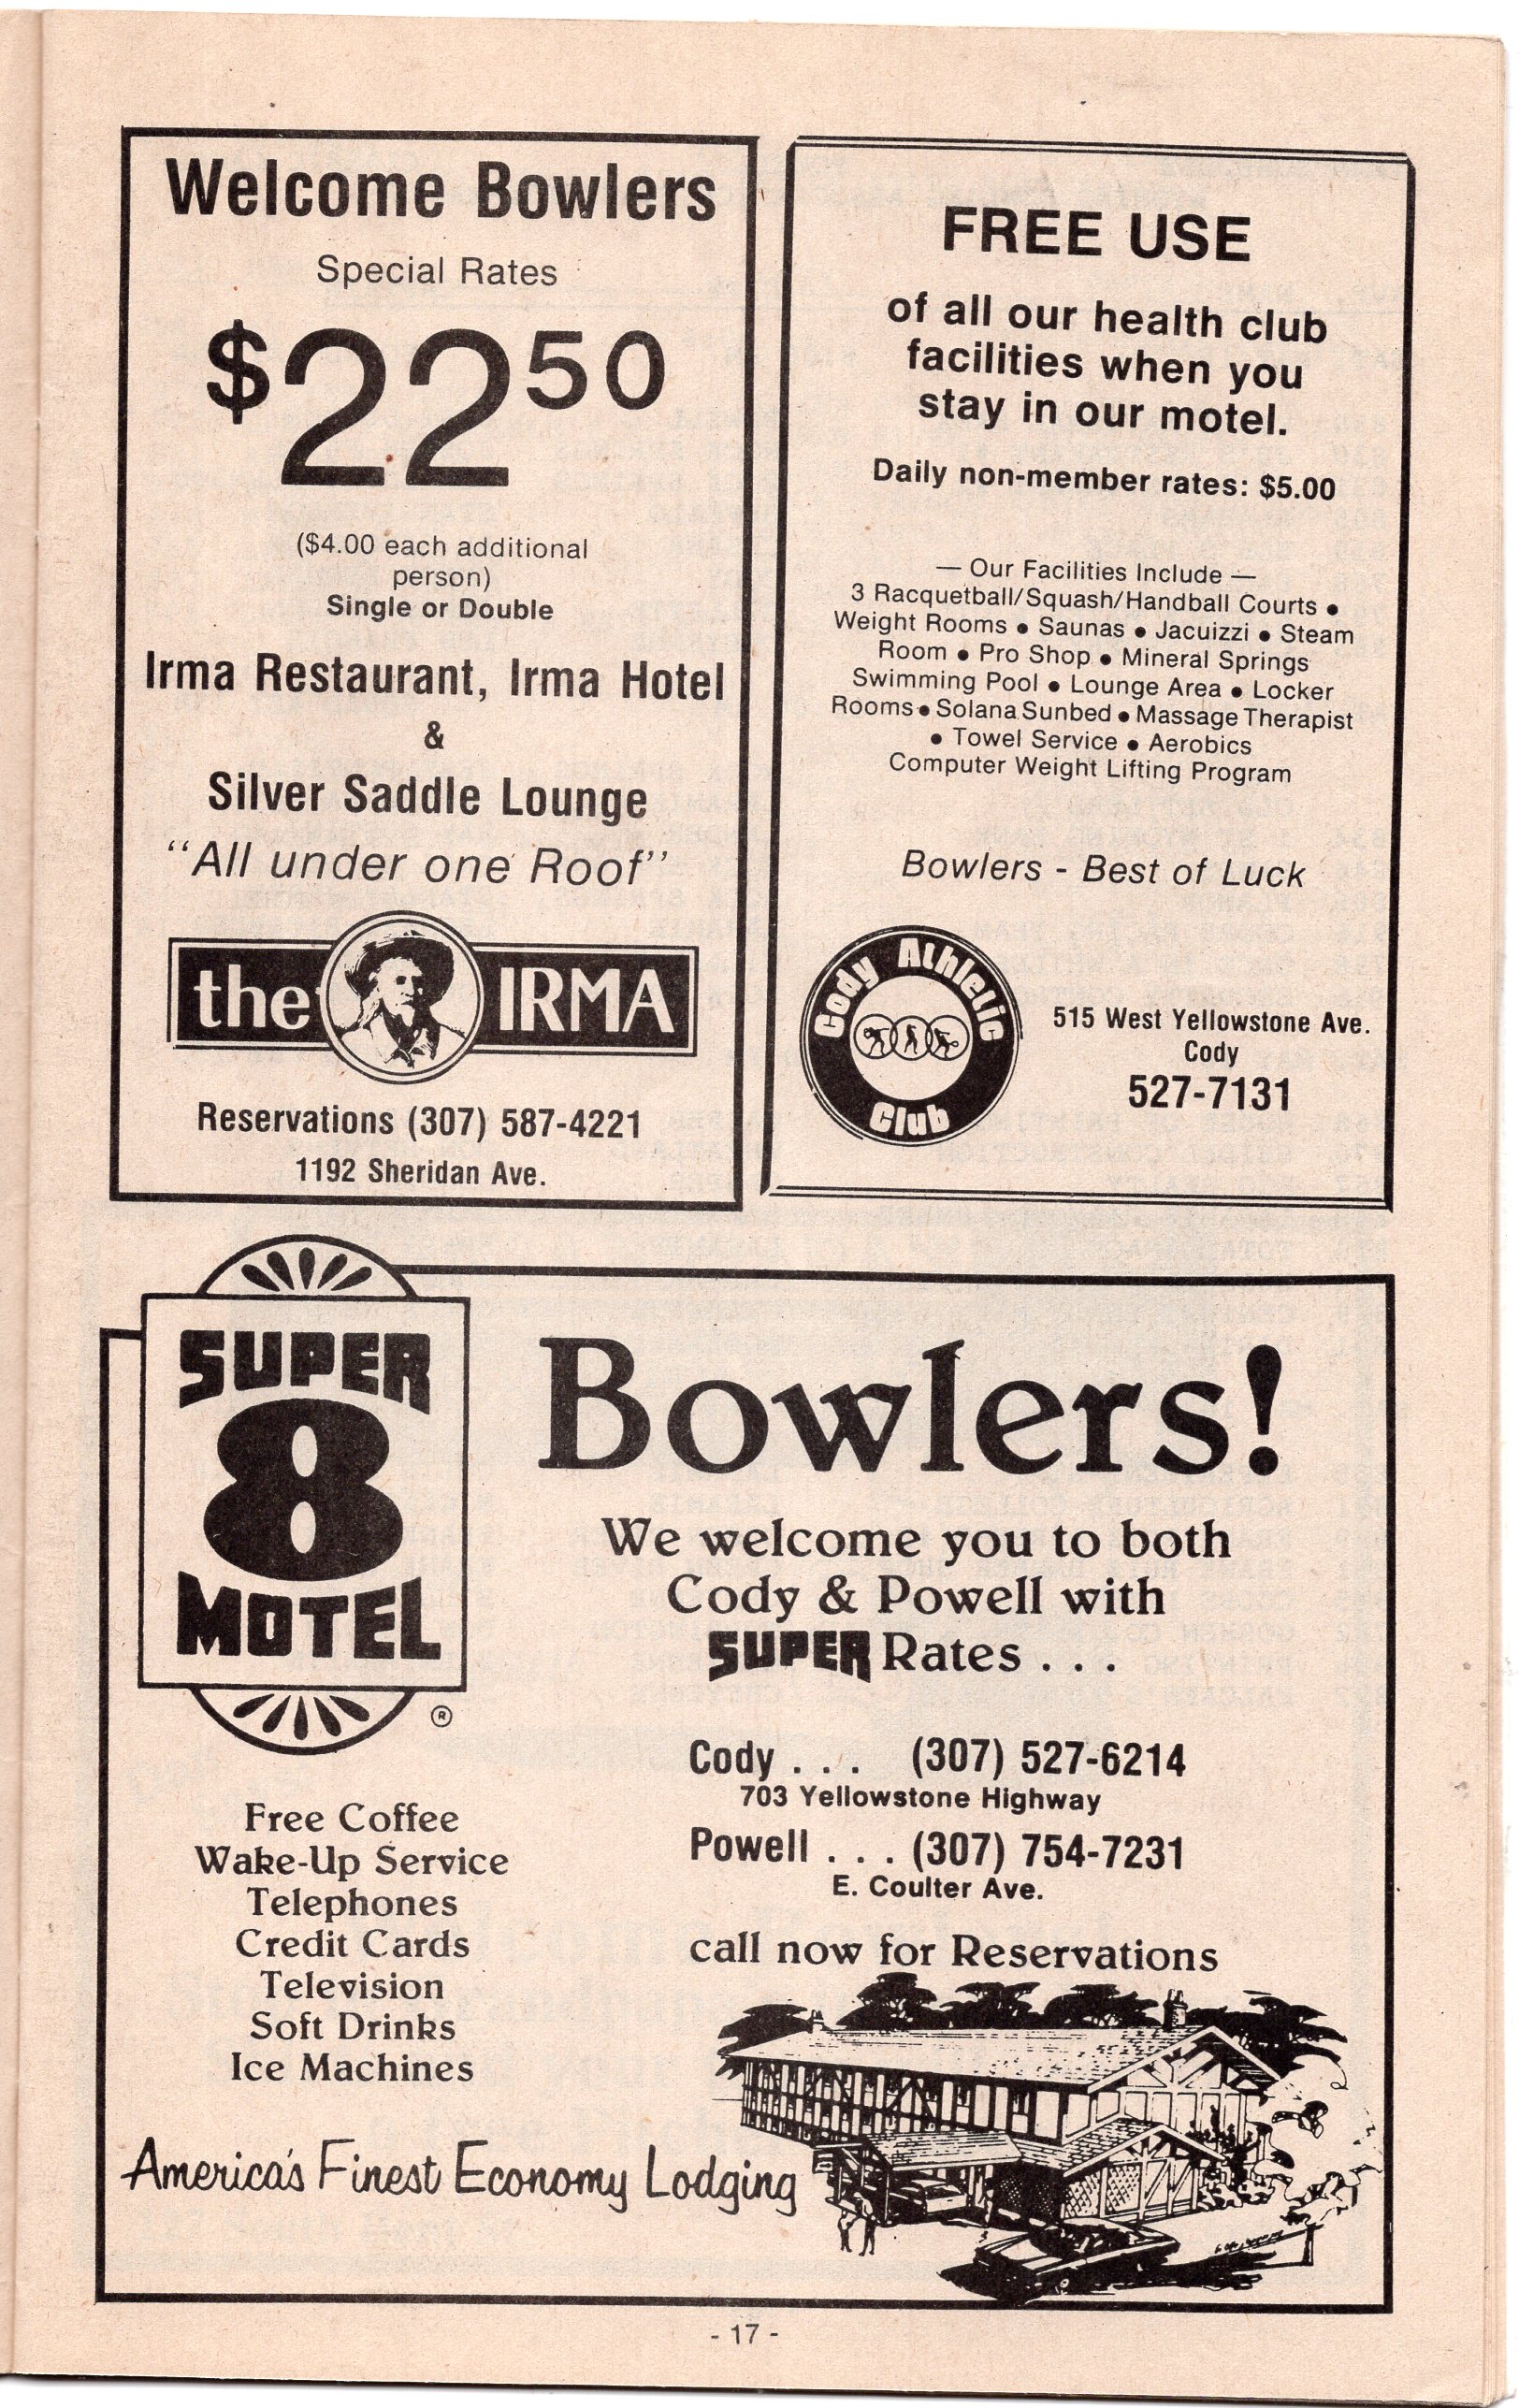 Welcome Bowlers
Special Rates
$22 50
($4.00 each additional
person)
Single or Double
Irma Restaurant, Irma Hotel
&
Silver Saddle Lounge
"All under one Roof"
the IRMA
Reservations (307) 587-4221
1192 Sheridan Ave.
FREE USE
of all our health club
facilities when you
stay in our motel.
Daily non-member rates: $5.00
— Our Facilities Include —
3 Racquetball/Squash/Handball Courts ●
Weight Rooms ● Saunas ● Jacuizzi ● Steam
Room ● Pro Shop ● Mineral Springs
Swimming Pool ● Lounge Area ● Locker
Rooms ● Solana Sunbed ● Massage Therapist
● Towel Service ● Aerobics
Computer Weight Lifting Program
Bowlers - Best of Luck
Cody Athletic
Club
515 West Yellowstone Ave.
Cody
527-7131
SUPER
8
MOTEL
®
Bowlers!
We welcome you to both
Cody & Powell with
SUPER Rates . . .
Cody . . . (307) 527-6214
703 Yellowstone Highway
Powell . . . (307) 754-7231
E. Coulter Ave.
call now for Reservations
Free Coffee
Wake-Up Service
Telephones
Credit Cards
Television
Soft Drinks
Ice Machines
America's Finest Economy Lodging
- 17 -